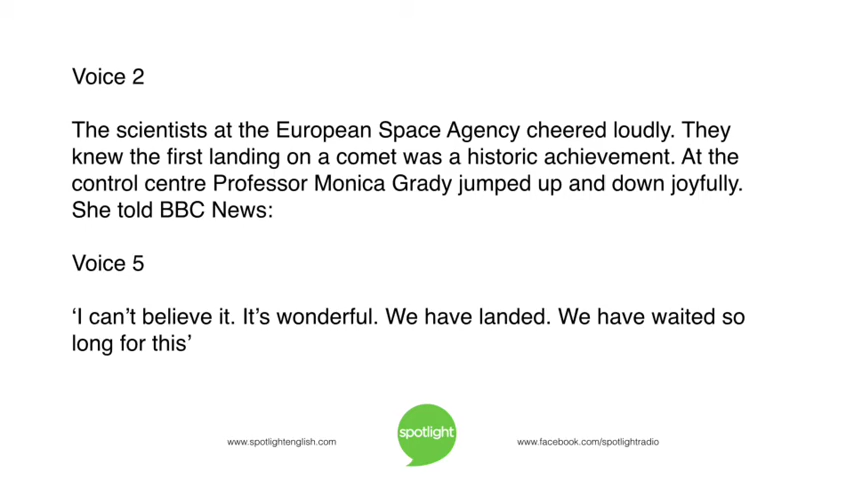 Voice 2
The scientists at the European Space Agency cheered loudly. They
knew the first landing on a comet was a historic achievement. At the
control centre Professor Monica Grady jumped up and down joyfully.
She told BBC News:
Voice 5
‘I can’t believe it. It’s wonderful. We have landed. We have waited so
long for this’
www.spotlightenglish.com
spotlight
www.facebook.com/spotlightradio